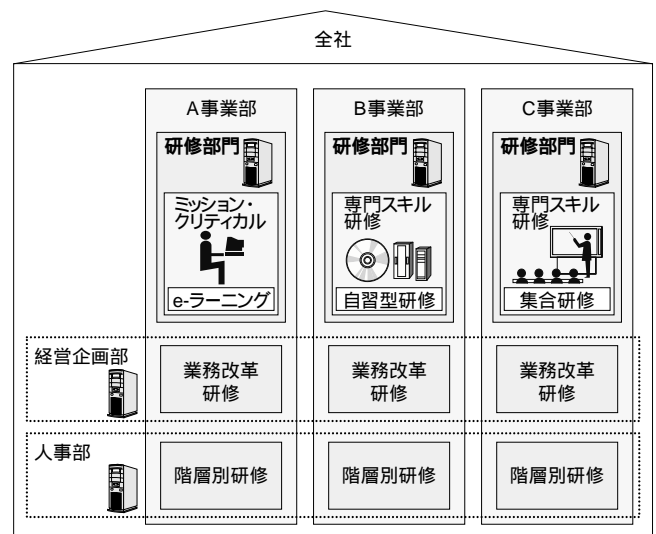 全社
A事業部
研修部門
ミッション・
クリティカル
e-ラーニング
B事業部
研修部門
専門スキル
研修
自習型研修
C事業部
研修部門
専門スキル
研修
集合研修
経営企画部
業務改革
研修
業務改革
研修
業務改革
研修
人事部
階層別研修
階層別研修
階層別研修